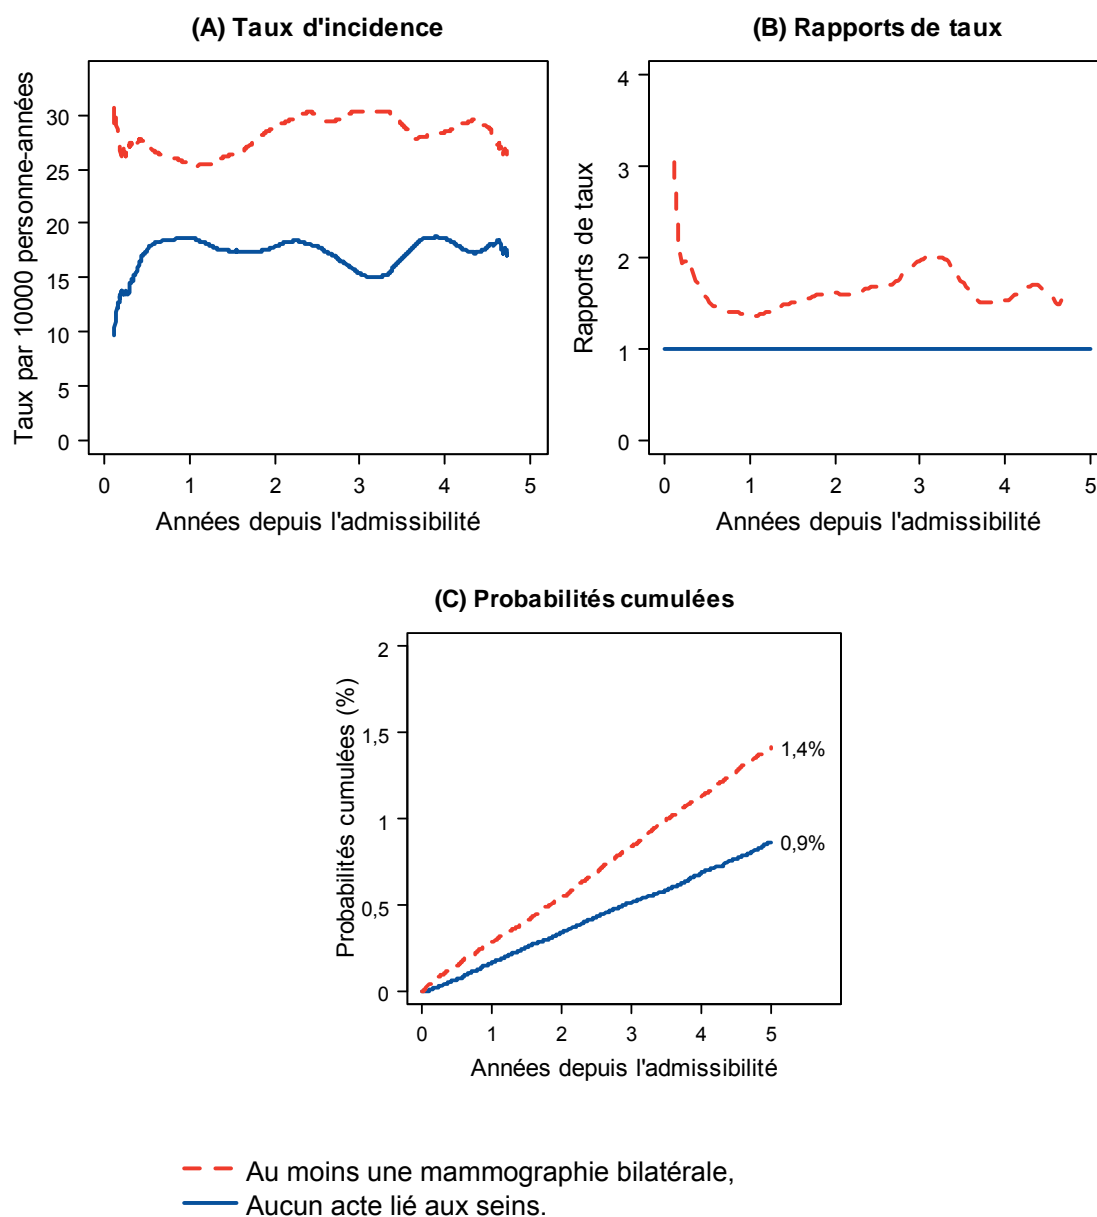 (A) Taux d'incidence
Taux par 10000 personne-années
30
25
20
15
10
5
0
0 1 2 3 4 5
Années depuis l'admissibilité
(B) Rapports de taux
Rapports de taux
4
3
2
1
0
0 1 2 3 4 5
Années depuis l'admissibilité
(C) Probabilités cumulées
Probabilités cumulées (%)
2
1,5
1
0,5
0
1,4%
0,9%
0 1 2 3 4 5
Années depuis l'admissibilité
Au moins une mammographie bilatérale,
Aucun acte lié aux seins.